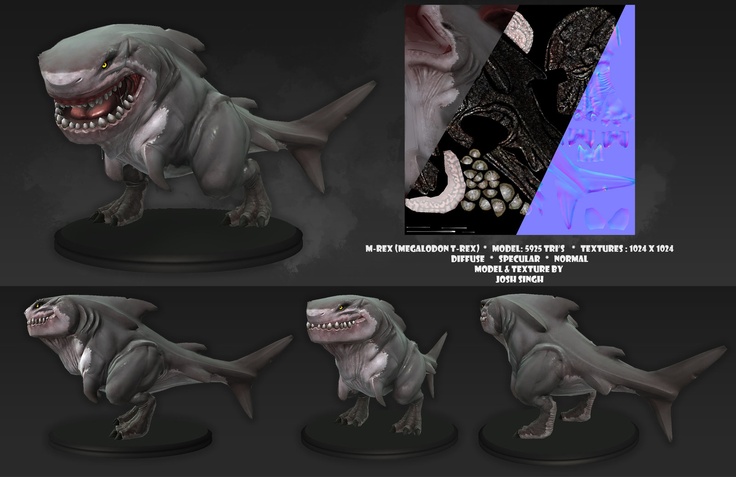 M-REX (MEGALODON T-REX) * MODEL: 5925 TRI'S * TEXTURES : 1024 X 1024
DIFFUSE * SPECULAR * NORMAL
MODEL & TEXTURE BY
JOSH SINGH